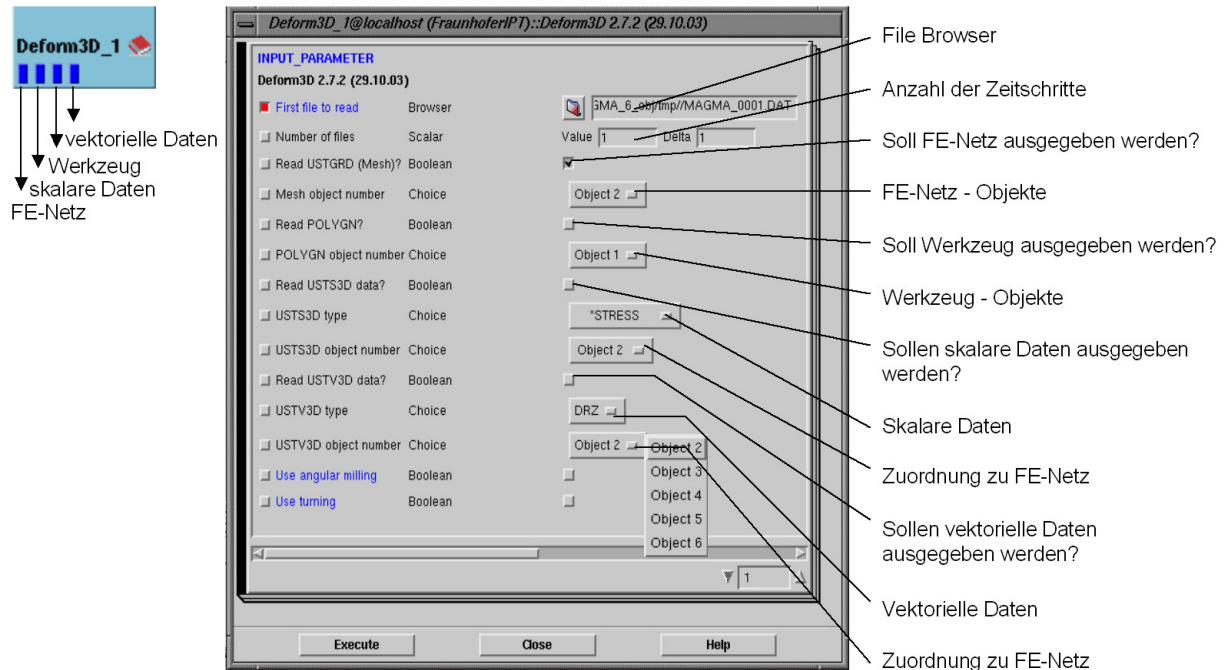 Deform3D_1
vektorielle Daten
Werkzeug
skalare Daten
FE-Netz
Deform3D_1@localhost (FraunhoferIPT)::Deform3D 2.7.2 (29.10.03)
INPUT_PARAMETER
Deform3D 2.7.2 (29.10.03)
First file to read Browser GMA_6_obj/tmp//MAGMA_0001.DAT
Number of files Scalar Value 1 Delta 1
Read USTGRD (Mesh)? Boolean
Mesh object number Choice Object 2
Read POLYGN? Boolean
POLYGN object number Choice Object 1
Read USTS3D data? Boolean
USTS3D type Choice *STRESS
USTS3D object number Choice Object 2
Read USTV3D data? Boolean
USTV3D type Choice DRZ
USTV3D object number Choice Object 2
Object 2
Object 3
Object 4
Object 5
Object 6
Use angular milling Boolean
Use turning Boolean
1
Execute Close Help
File Browser
Anzahl der Zeitschritte
Soll FE-Netz ausgegeben werden?
FE-Netz - Objekte
Soll Werkzeug ausgegeben werden?
Werkzeug - Objekte
Sollen skalare Daten ausgegeben
werden?
Skalare Daten
Zuordnung zu FE-Netz
Sollen vektorielle Daten
ausgegeben werden?
Vektorielle Daten
Zuordnung zu FE-Netz